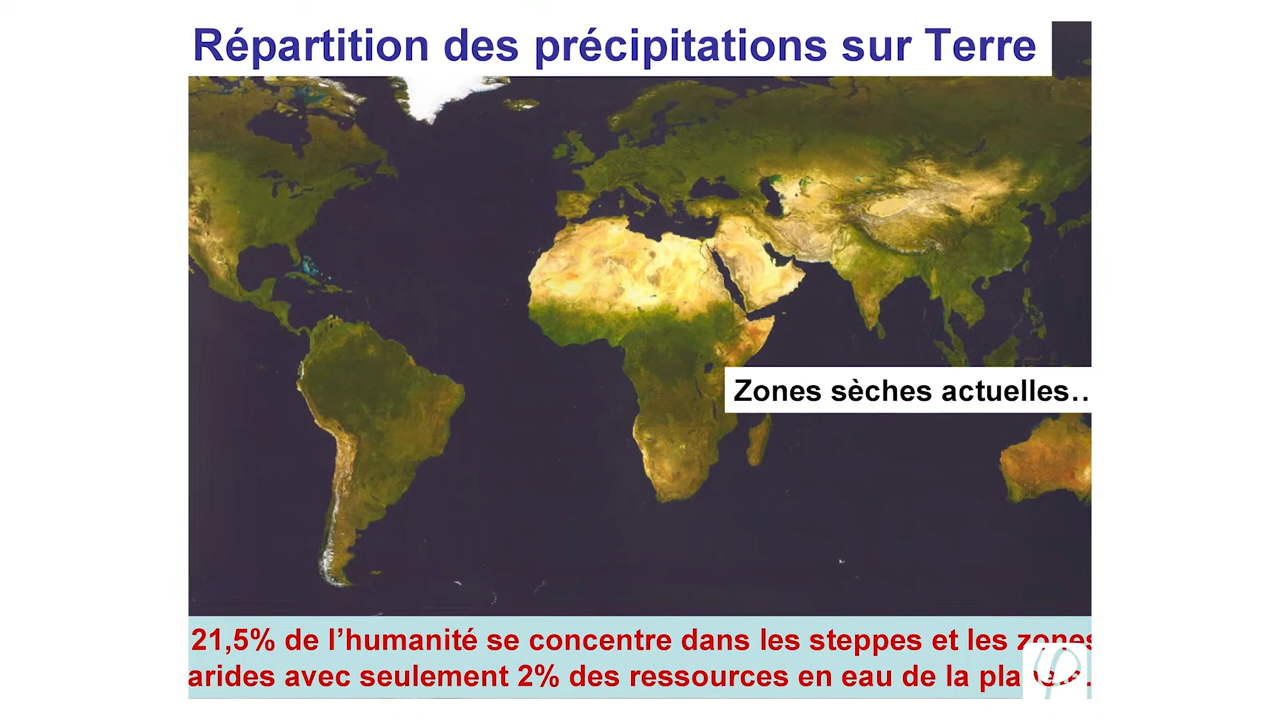 Répartition des précipitations sur Terre
Zones sèches actuelles..
21,5% de l’humanité se concentre dans les steppes et les zones
arides avec seulement 2% des ressources en eau de la